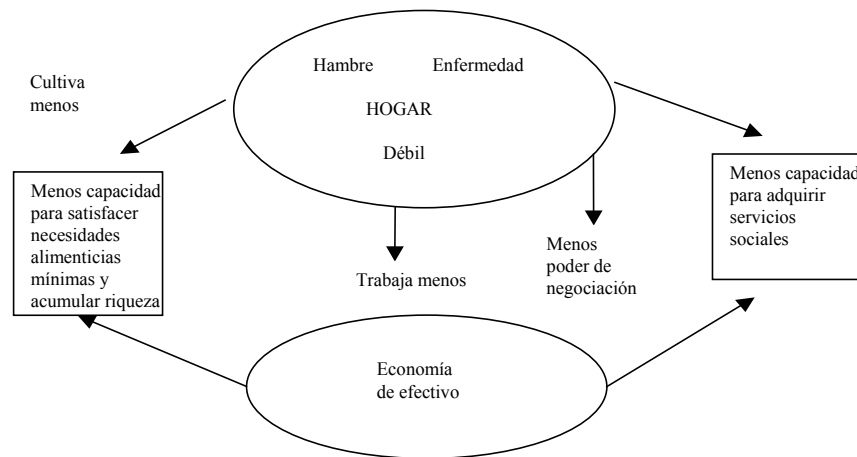 Hambre Enfermedad
HOGAR
Débil
Cultiva
menos
Menos capacidad
para satisfacer
necesidades
alimenticias
mínimas y
acumular riqueza
Trabaja menos
Menos
poder de
negociación
Menos capacidad
para adquirir
servicios
sociales
Economía
de efectivo